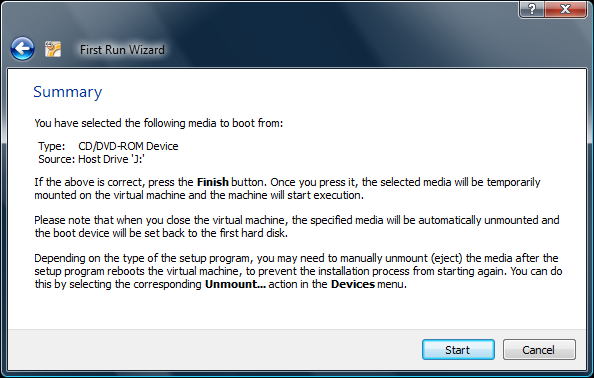 First Run Wizard
Summary
You have selected the following media to boot from:
Type: CD/DVD-ROM Device
Source: Host Drive 'J:'
If the above is correct, press the Finish button. Once you press it, the selected media will be temporarily
mounted on the virtual machine and the machine will start execution.
Please note that when you close the virtual machine, the specified media will be automatically unmounted and
the boot device will be set back to the first hard disk.
Depending on the type of the setup program, you may need to manually unmount (eject) the media after the
setup program reboots the virtual machine, to prevent the installation process from starting again. You can do
this by selecting the corresponding Unmount... action in the Devices menu.
Start
Cancel